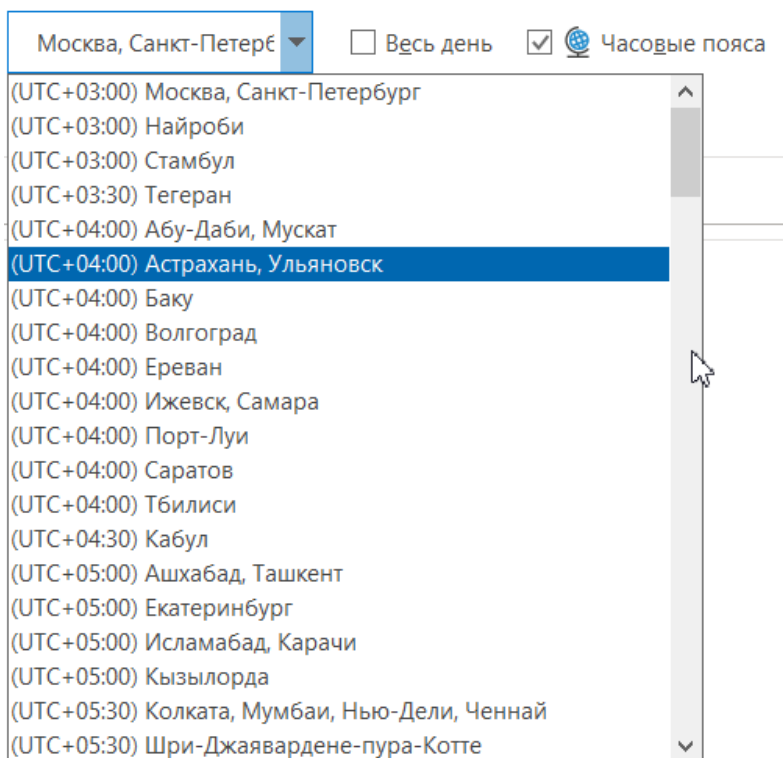 Москва, Санкт-Петерб Весь день Часовые пояса
(UTC+03:00) Москва, Санкт-Петербург
(UTC+03:00) Найроби
(UTC+03:00) Стамбул
(UTC+03:30) Тегеран
(UTC+04:00) Абу-Даби, Мускат
(UTC+04:00) Астрахань, Ульяновск
(UTC+04:00) Баку
(UTC+04:00) Волгоград
(UTC+04:00) Ереван
(UTC+04:00) Ижевск, Самара
(UTC+04:00) Порт-Луи
(UTC+04:00) Саратов
(UTC+04:00) Тбилиси
(UTC+04:30) Кабул
(UTC+05:00) Ашхабад, Ташкент
(UTC+05:00) Екатеринбург
(UTC+05:00) Исламабад, Карачи
(UTC+05:00) Кызылорда
(UTC+05:30) Колката, Мумбаи, Нью-Дели, Ченнай
(UTC+05:30) Шри-Джаявардене-пура-Котте